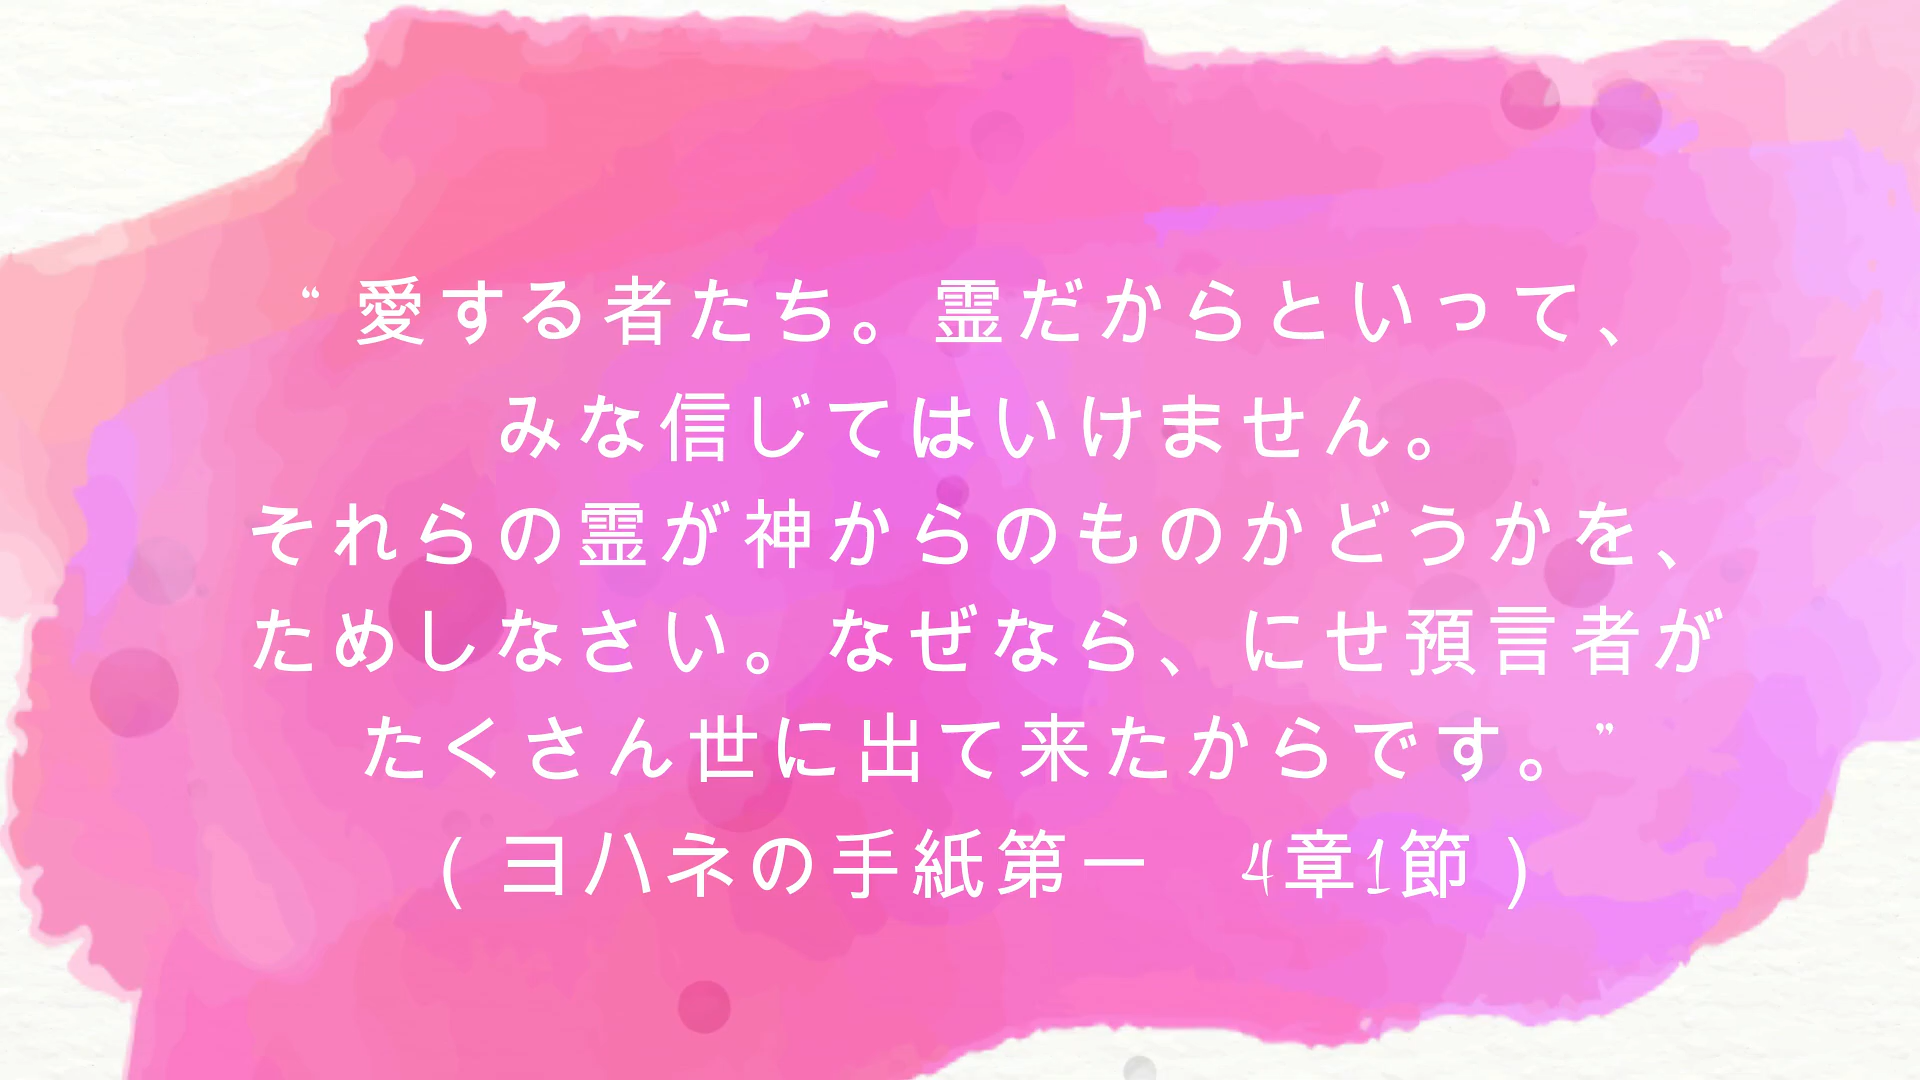 “ 愛する者たち。霊だからといって、
みな信じてはいけません。
それらの霊が神からのものかどうかを、
ためしなさい。なぜなら、にせ預言者が
たくさん世に出て来たからです。”
( ヨハネの手紙第一　4章1節 )